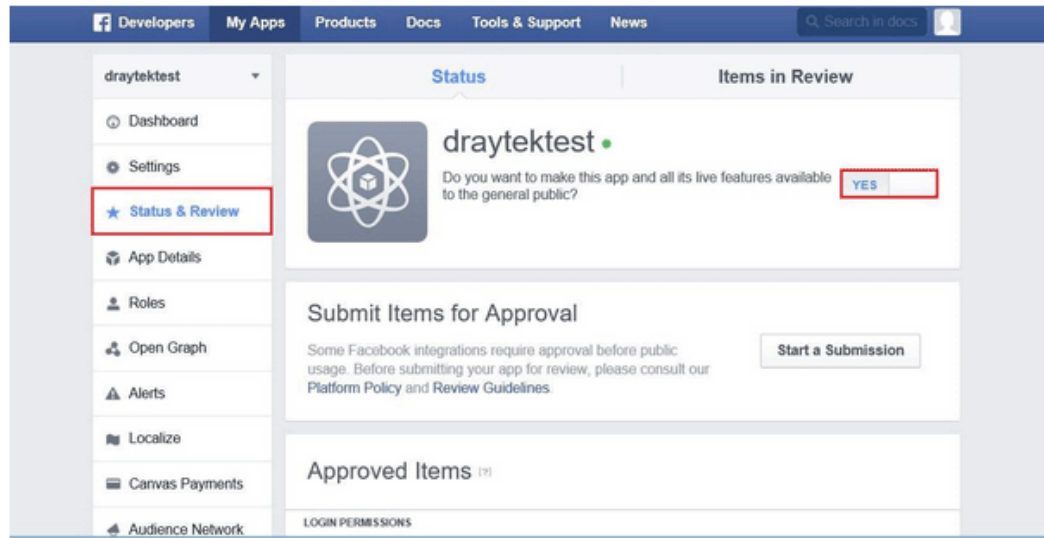 Developers My Apps Products Docs Tools & Support News Search in docs
draytektest
Dashboard
Settings
Status & Review
App Details
Roles
Open Graph
Alerts
Localize
Canvas Payments
Audience Network
Status Items in Review
draytektest
Do you want to make this app and all its live features available
to the general public?
YES
Submit Items for Approval
Some Facebook integrations require approval before public
usage. Before submitting your app for review, please consult our
Platform Policy and Review Guidelines.
Start a Submission
Approved Items [?]
LOGIN PERMISSIONS